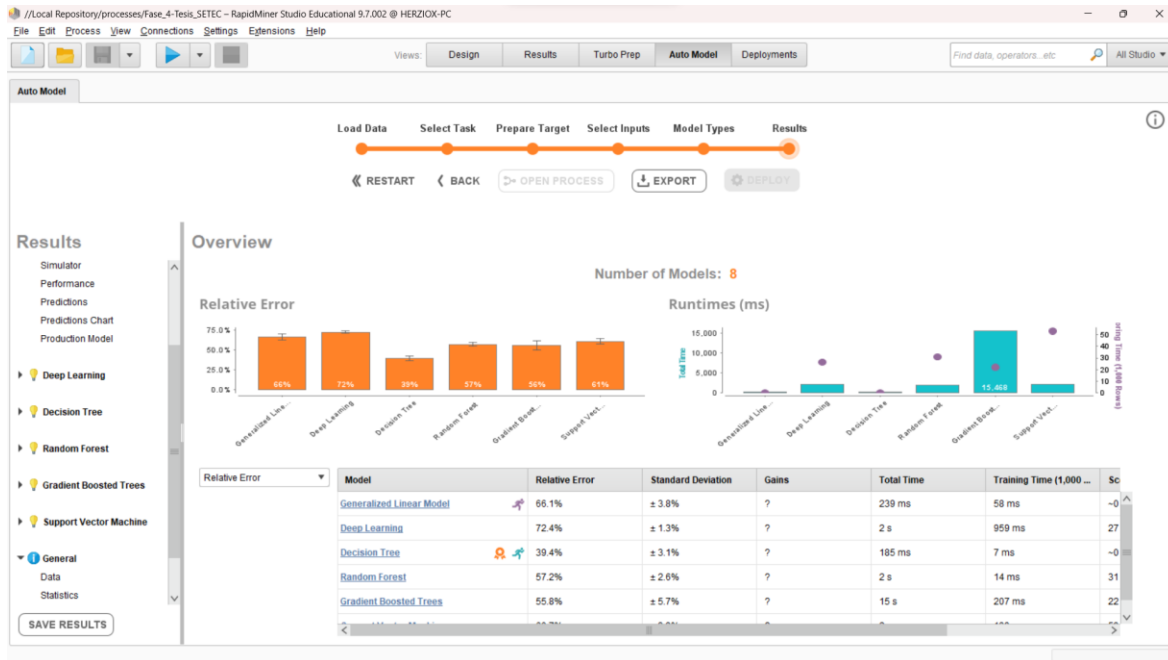 //Local Repository/processes/Fase_4-Tesis_SETEC – RapidMiner Studio Educational 9.7.002 @ HERZIOX-PC
File Edit Process View Connections Settings Extensions Help
Views: Design Results Turbo Prep Auto Model Deployments
Find data, operators...etc All Studio
Auto Model
Load Data Select Task Prepare Target Select Inputs Model Types Results
RESTART BACK OPEN PROCESS EXPORT DEPLOY
Results
Simulator
Performance
Predictions
Predictions Chart
Production Model
Deep Learning
Decision Tree
Random Forest
Gradient Boosted Trees
Support Vector Machine
General
Data
Statistics
SAVE RESULTS
Overview
Number of Models: 8
Relative Error
75.0%
50.0%
25.0%
0.0%
66% 72% 39% 57% 56% 61%
Generalized Line... Deep Learning Decision Tree Random Forest Gradient Boost... Support Vect...
Runtimes (ms)
Total Time
15,000
10,000
5,000
0
15,460
50
40
30
20
10
0
oring Time (1,000 Rows)
Generalized Line... Deep Learning Decision Tree Random Forest Gradient Boost... Support Vect...
Relative Error
Model Relative Error Standard Deviation Gains Total Time Training Time (1,000 ... Sc
Generalized Linear Model 66.1% ± 3.8% ? 239 ms 58 ms ~0
Deep Learning 72.4% ± 1.3% ? 2 s 959 ms 27
Decision Tree 39.4% ± 3.1% ? 185 ms 7 ms ~0
Random Forest 57.2% ± 2.6% ? 2 s 14 ms 31
Gradient Boosted Trees 55.8% ± 5.7% ? 15 s 207 ms 22